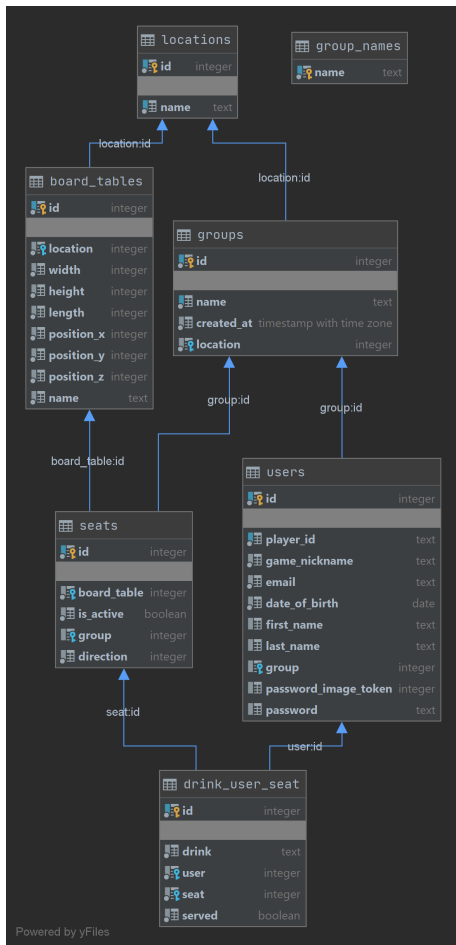 locations
id integer
name text
group_names
name text
location:id
location:id
board_tables
id integer
location integer
width integer
height integer
length integer
position_x integer
position_y integer
position_z integer
name text
groups
id integer
name text
created_at timestamp with time zone
location integer
group:id
group:id
board_table:id
users
id integer
player_id text
game_nickname text
email text
date_of_birth date
first_name text
last_name text
group integer
password_image_token integer
password text
seats
id integer
board_table integer
is_active boolean
group integer
direction integer
seat:id
user:id
drink_user_seat
id integer
drink text
user integer
seat integer
served boolean
Powered by yFiles